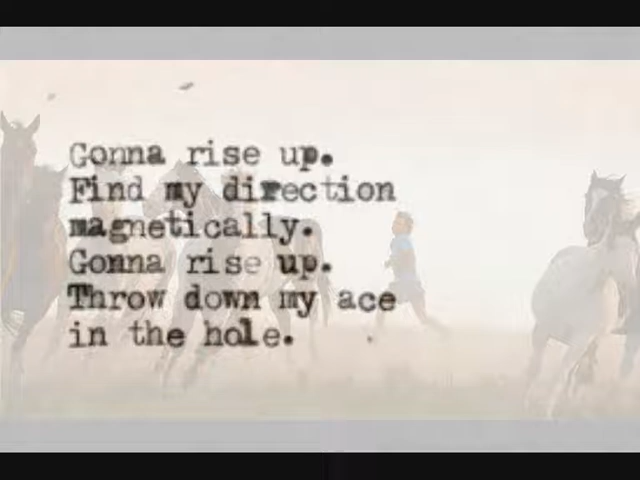 Gonna rise up.
Find my direction
magnetically.
Gonna rise up.
Throw down my ace
in the hole.